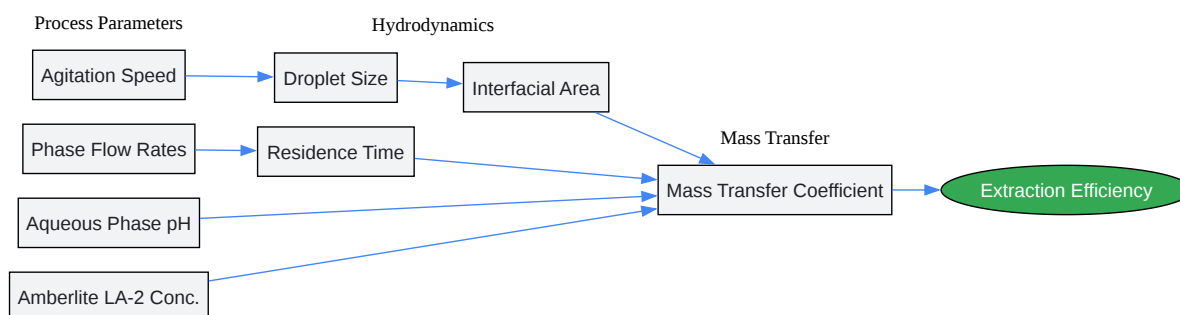 Process Parameters
Hydrodynamics
Agitation Speed
Droplet Size
Interfacial Area
Phase Flow Rates
Residence Time
Mass Transfer
Mass Transfer Coefficient
Extraction Efficiency
Aqueous Phase pH
Amberlite LA-2 Conc.